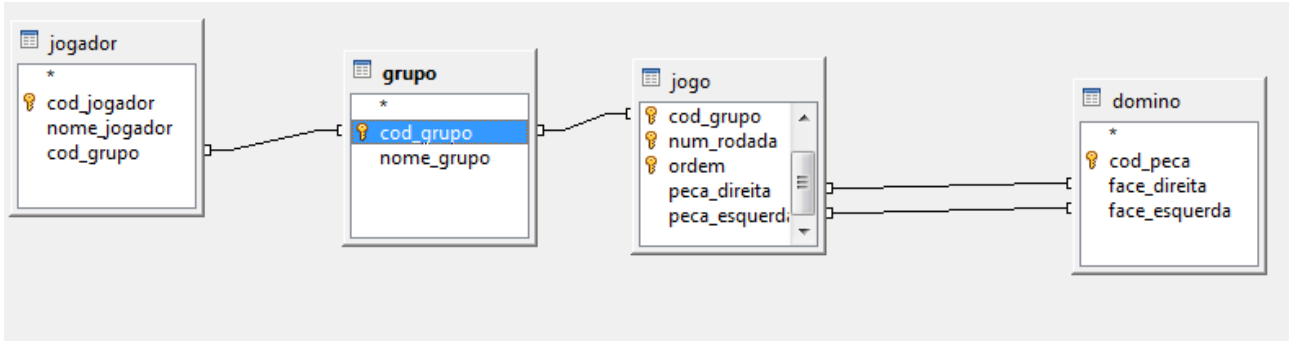 jogador
*
cod_jogador
nome_jogador
cod_grupo
grupo
*
cod_grupo
nome_grupo
jogo
cod_grupo
num_rodada
ordem
peca_direita
peca_esquerda
domino
*
cod_peca
face_direita
face_esquerda